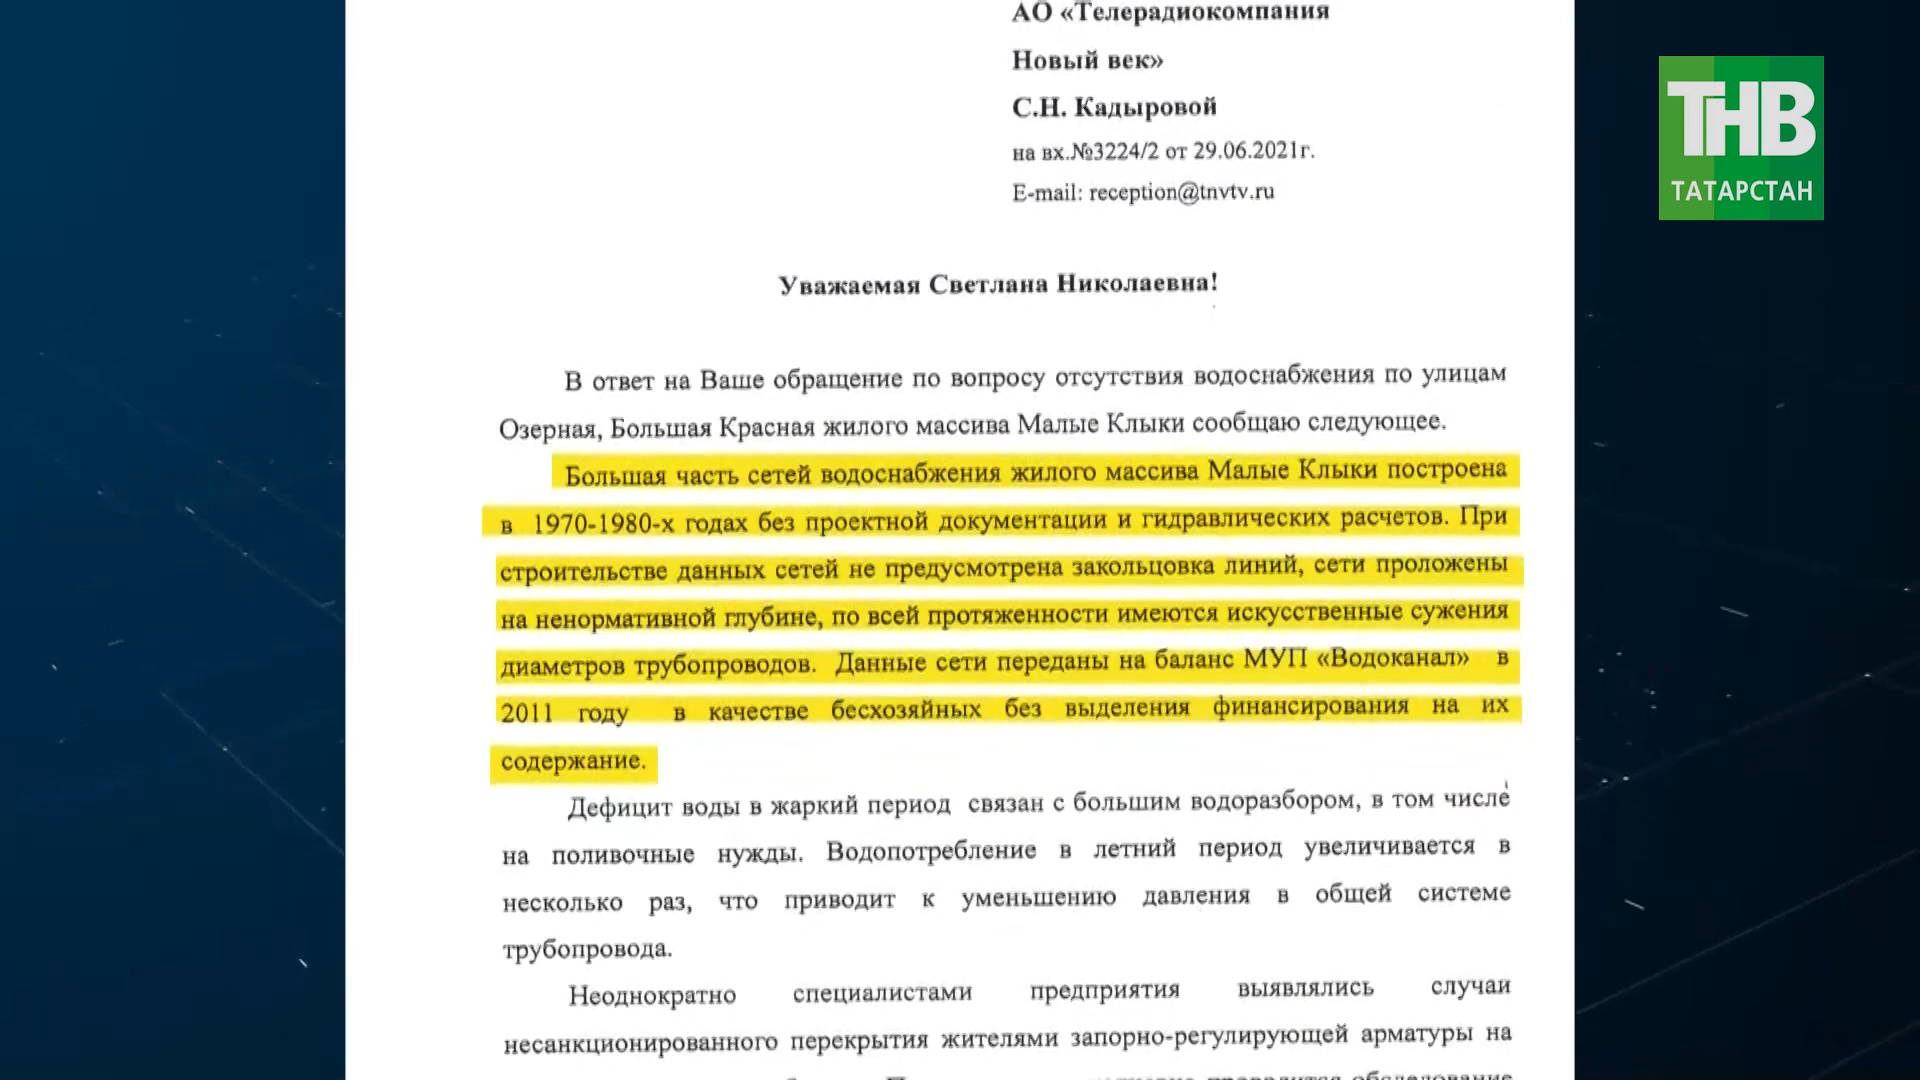 АО «Телерадиокомпания
Новый век»
С.Н. Кадыровой
на вх.№3224/2 от 29.06.2021г.
E-mail: reception@tnvtv.ru
ТНВ
ТАТАРСТАН
Уважаемая Светлана Николаевна!
В ответ на Ваше обращение по вопросу отсутствия водоснабжения по улицам
Озерная, Большая Красная жилого массива Малые Клыки сообщаю следующее.
Большая часть сетей водоснабжения жилого массива Малые Клыки построена
в 1970-1980-х годах без проектной документации и гидравлических расчетов. При
строительстве данных сетей не предусмотрена закольцовка линий, сети проложены
на ненормативной глубине, по всей протяженности имеются искусственные сужения
диаметров трубопроводов. Данные сети переданы на баланс МУП «Водоканал» в
2011 году в качестве бесхозяйных без выделения финансирования на их
содержание.
Дефицит воды в жаркий период связан с большим водоразбором, в том числе
на поливочные нужды. Водопотребление в летний период увеличивается в
несколько раз, что приводит к уменьшению давления в общей системе
трубопровода.
Неоднократно специалистами предприятия выявлялись случаи
несанкционированного перекрытия жителями запорно-регулирующей арматуры на